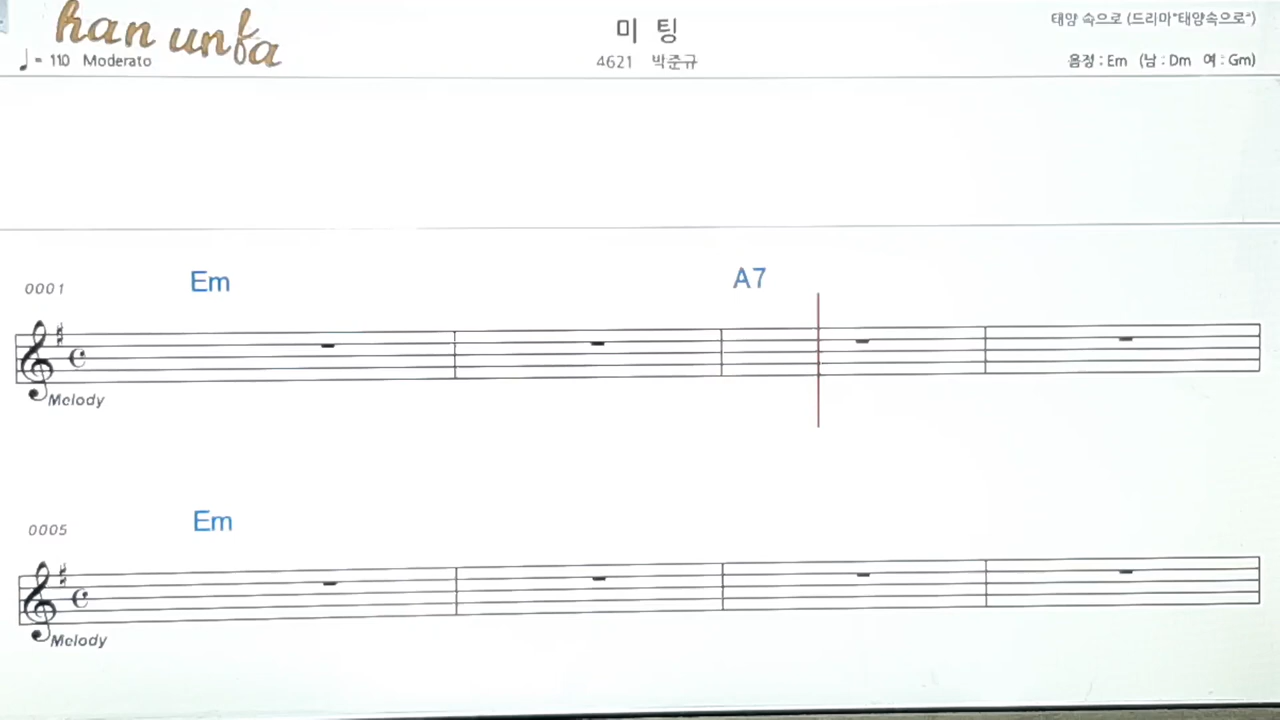 han unfa
♩= 110 Moderato
미 팅
4621 박준규
태양 속으로 (드라마"태양속으로")
음정 : Em (남 : Dm 여 : Gm)
0001
Em
A7
Melody
0005
Em
Melody